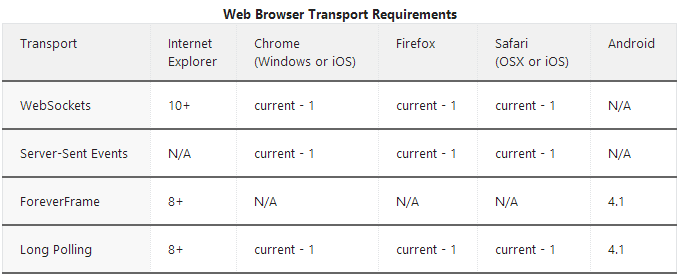 Web Browser Transport Requirements
Transport Internet Explorer Chrome (Windows or iOS) Firefox Safari (OSX or iOS) Android
WebSockets 10+ current - 1 current - 1 current - 1 N/A
Server-Sent Events N/A current - 1 current - 1 current - 1 N/A
ForeverFrame 8+ N/A N/A N/A 4.1
Long Polling 8+ current - 1 current - 1 current - 1 4.1